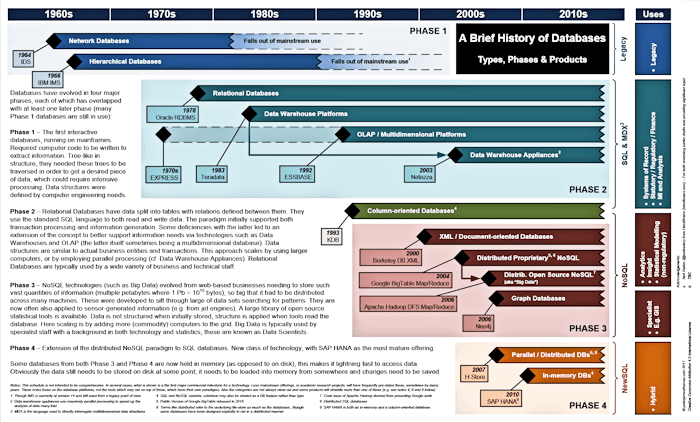 1960s 1970s 1980s 1990s 2000s 2010s Uses
PHASE 1
A Brief History of Databases
Types, Phases & Products
Network Databases
Falls out of mainstream use
1964
IDS
Hierarchical Databases
Falls out of mainstream use¹
1966
IBM IMS
Legacy
• Legacy
Databases have evolved in four major
phases, each of which has overlapped
with at least one later phase (many
Phase 1 databases are still in use):
Phase 1 – The first interactive
databases, running on mainframes.
Required computer code to be written to
extract information. Tree like in
structure, they needed these trees to be
traversed in order to get a desired piece
of data, which could require intensive
processing. Data structures were
defined by computer engineering needs.
Relational Databases
1978
Oracle RDBMS
Data Warehouse Platforms
OLAP / Multidimensional Platforms
Data Warehouse Appliances²
1970s
EXPRESS
1983
Teradata
1992
ESSBASE
2003
Netezza
PHASE 2
SQL & MDX³
• Systems of Record
• Statutory / Regulatory / Finance
• MI and Analysis
Phase 2 – Relational Databases have data split into tables with relations defined between them. They
use the standard SQL language to both read and write data. The paradigm initially supported both
transaction processing and information generation. Some deficiencies with the latter led to an
extension of the concept to better support information needs via technologies such as Data
Warehouses and OLAP (the latter itself sometimes being a multidimensional database). Data
structures are similar to actual business entities and transactions. This approach scales by using larger
computers, or by employing parallel processing (cf. Data Warehouse Appliances). Relational
Databases are typically used by a wide variety of business and technical staff.
Column-oriented Databases⁴
1993
KDB
XML / Document-oriented Databases
2000
Berkeley DB XML
Distributed Proprietary⁵˒ ⁶ NoSQL
2004
Google BigTable Map/Reduce
Distrib. Open Source NoSQL⁷
(aka "Big Data")
2006
Apache Hadoop DFS Map/Reduce
Graph Databases
2006
Neo4j
PHASE 3
NoSQL
• Analytics
• Insight
• Statistical Modelling
(non-regulatory)
• Specialist
E.g. GIS
Phase 3 – NoSQL technologies (such as Big Data) evolved from web-based businesses needing to store such
vast quantities of information (multiple petabytes where 1 Pb = 10¹⁵ bytes); so big that it had to be distributed
across many machines. These were developed to sift through large of data sets searching for patterns. They are
now often also applied to sensor-generated information (e.g. from jet engines). A large library of open source
statistical tools is available. Data is not structured when initially stored, structure is applied when tools read the
database. Here scaling is by adding more (commodity) computers to the grid. Big Data is typically used by
specialist staff with a background in both technology and statistics; these are known as Data Scientists.
Phase 4 – Extension of the distributed NoSQL paradigm to SQL databases. New class of technology, with SAP HANA as the most mature offering.
Some databases from both Phase 3 and Phase 4 are now held in memory (as opposed to on disk); this makes it lightning fast to access data.
Obviously the data still needs to be stored on disk at some point; it needs to be loaded into memory from somewhere and changes need to be saved.
Parallel / Distributed DBs⁵˒ ⁸
2007
H-Store
In-memory DBs⁹
2010
SAP HANA⁹
PHASE 4
NewSQL
• Hybrid